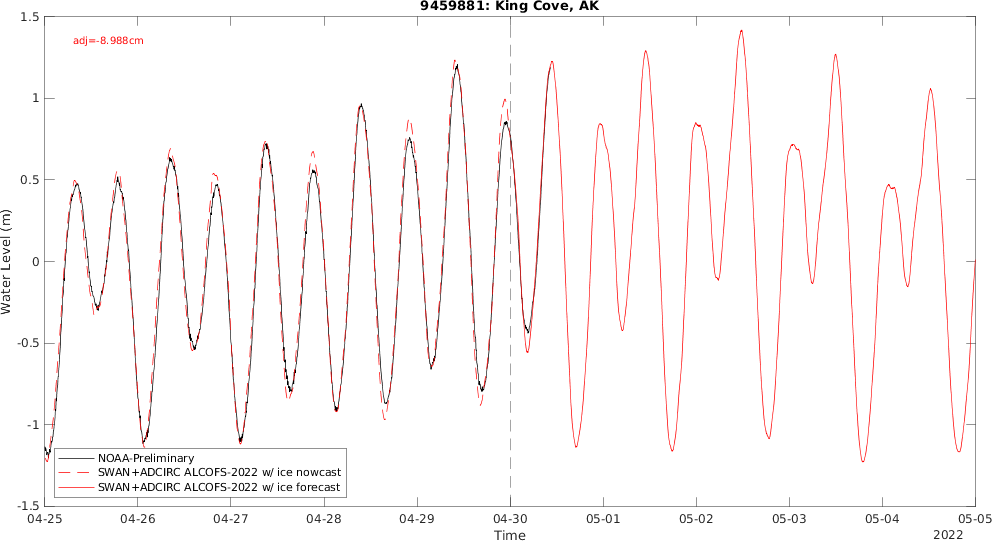 9459881: King Cove, AK
adj=-8.988cm
Water Level (m)
1.5
1
0.5
0
-0.5
-1
-1.5
NOAA-Preliminary
SWAN+ADCIRC ALCOFS-2022 w/ ice nowcast
SWAN+ADCIRC ALCOFS-2022 w/ ice forecast
04-25 04-26 04-27 04-28 04-29 04-30 05-01 05-02 05-03 05-04 05-05
Time
2022